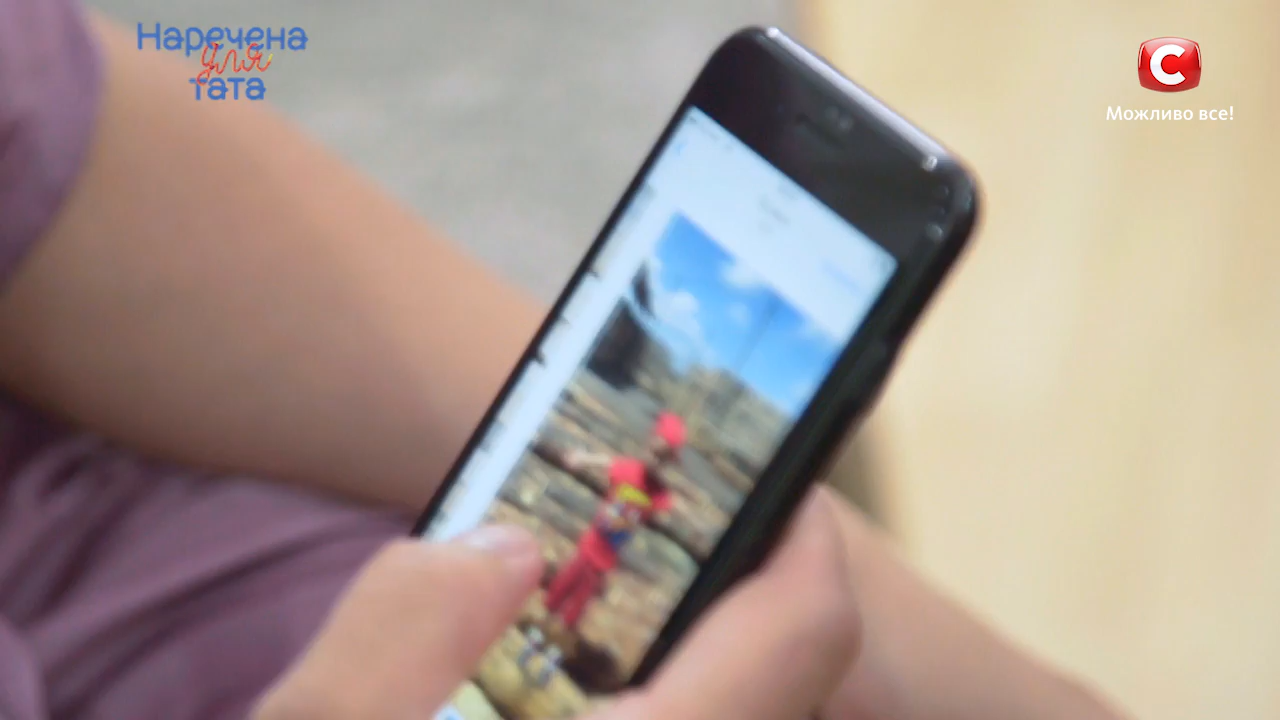 Наречена
для
тата
C
Можливо все!